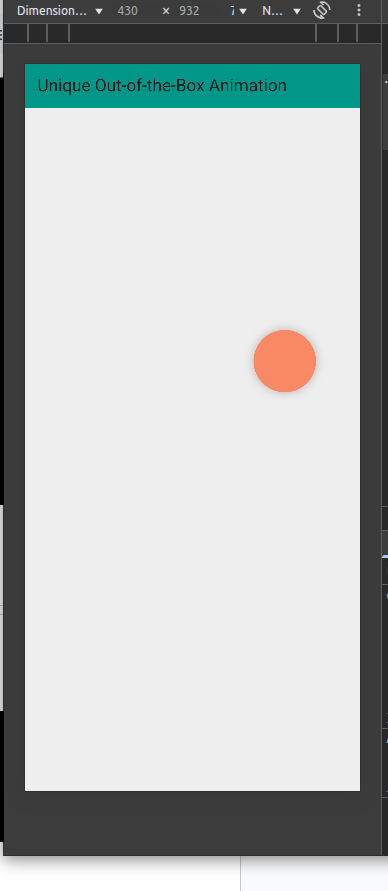 Dimension... 430 × 932 N...
Unique Out-of-the-Box Animation